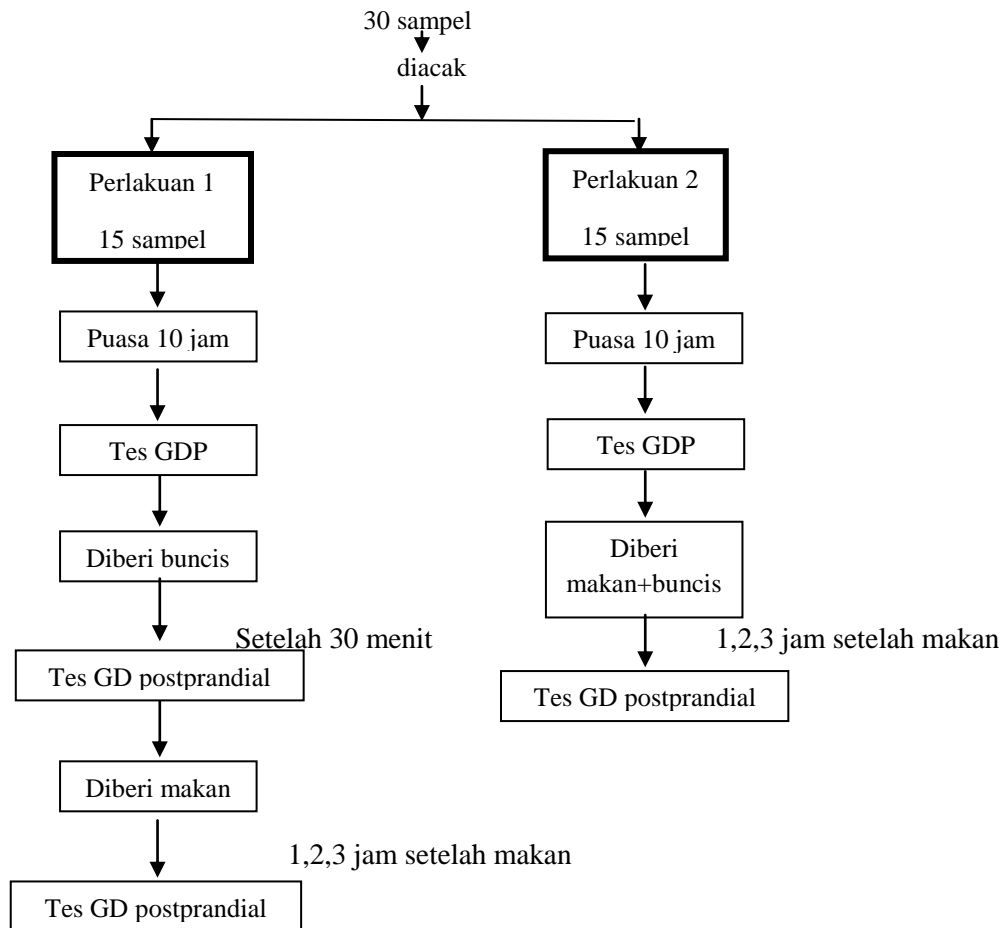 30 sampel
diacak
Perlakuan 1
15 sampel
Puasa 10 jam
Tes GDP
Diberi buncis
Setelah 30 menit
Tes GD postprandial
Diberi makan
1,2,3 jam setelah makan
Tes GD postprandial
Perlakuan 2
15 sampel
Puasa 10 jam
Tes GDP
Diberi
makan+buncis
1,2,3 jam setelah makan
Tes GD postprandial